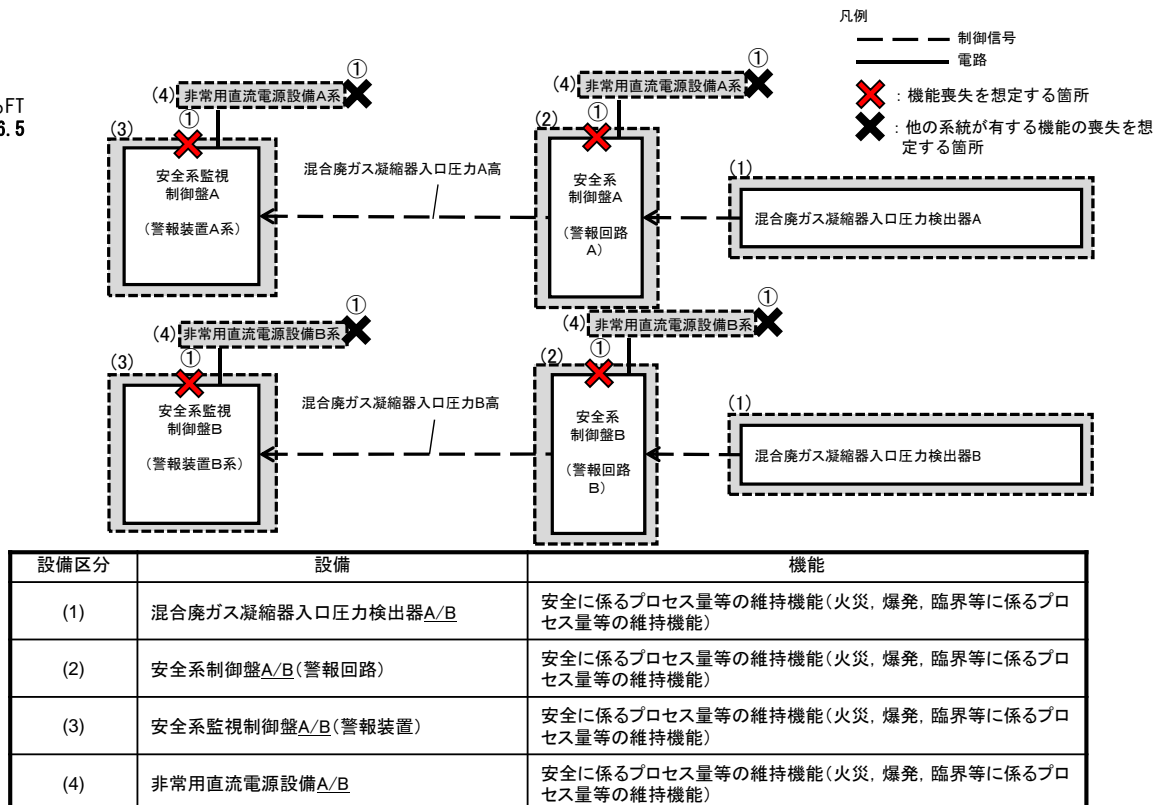 凡例
制御信号
電路
：機能喪失を想定する箇所
：他の系統が有する機能の喪失を想
定する箇所
FT
6.5
①
(4) 非常用直流電源設備A系
①
(3)
安全系監視
制御盤A
(警報装置A系)
混合廃ガス凝縮器入口圧力A高
①
(4) 非常用直流電源設備A系
①
(2)
安全系
制御盤A
(警報回路
A)
(1)
混合廃ガス凝縮器入口圧力検出器A
①
(4) 非常用直流電源設備B系
①
(3)
安全系監視
制御盤B
(警報装置B系)
混合廃ガス凝縮器入口圧力B高
①
(4) 非常用直流電源設備B系
①
(2)
安全系
制御盤B
(警報回路
B)
(1)
混合廃ガス凝縮器入口圧力検出器B
設備区分 設備 機能
(1) 混合廃ガス凝縮器入口圧力検出器A/B 安全に係るプロセス量等の維持機能(火災, 爆発, 臨界等に係るプロ
セス量等の維持機能)
(2) 安全系制御盤A/B(警報回路) 安全に係るプロセス量等の維持機能(火災, 爆発, 臨界等に係るプロ
セス量等の維持機能)
(3) 安全系監視制御盤A/B(警報装置) 安全に係るプロセス量等の維持機能(火災, 爆発, 臨界等に係るプロ
セス量等の維持機能)
(4) 非常用直流電源設備A/B 安全に係るプロセス量等の維持機能(火災, 爆発, 臨界等に係るプロ
セス量等の維持機能)